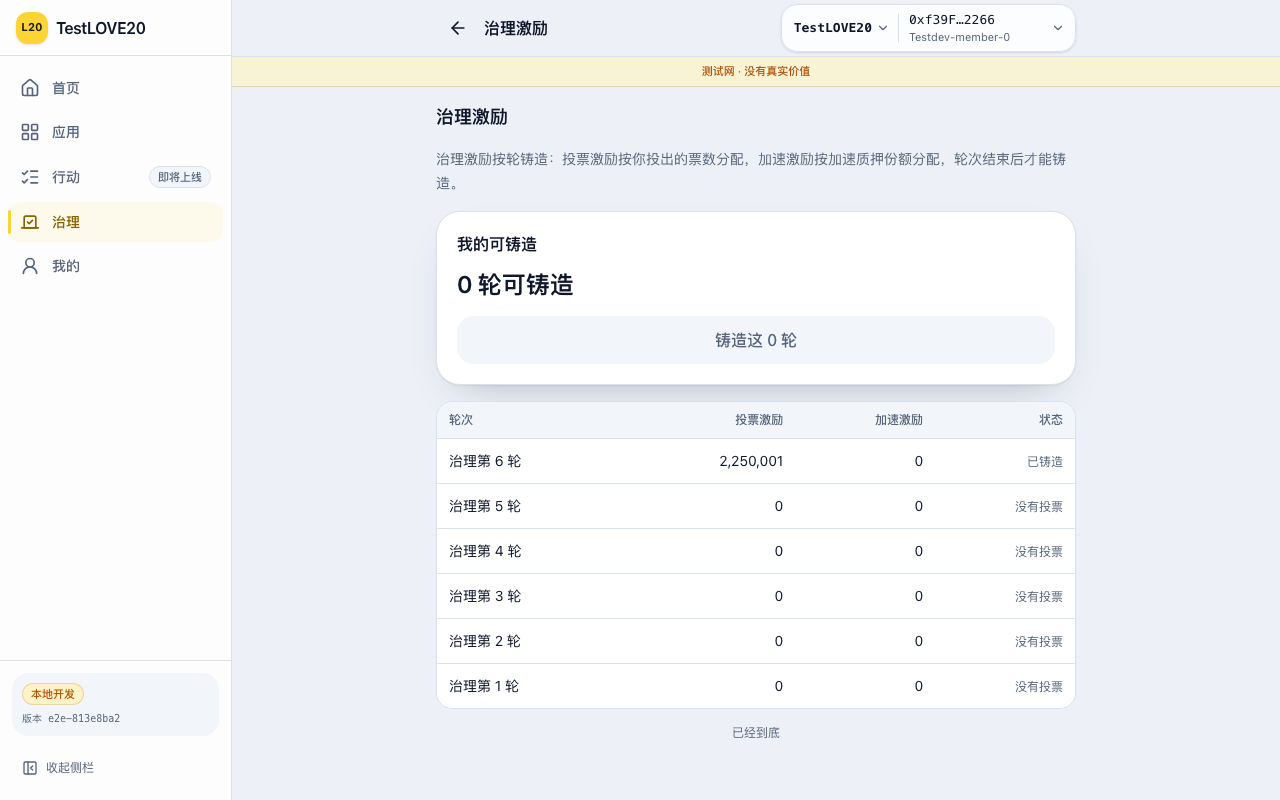 L20 TestLOVE20
首页
应用
行动 即将上线
治理
我的
本地开发
版本 e2e-813e8ba2
收起侧栏
治理激励
TestLOVE20
0xf39F…2266
Testdev-member-0
测试网 · 没有真实价值
治理激励
治理激励按轮铸造：投票激励按你投出的票数分配，加速激励按加速质押份额分配，轮次结束后才能铸
造。
我的可铸造
0 轮可铸造
铸造这 0 轮
轮次 投票激励 加速激励 状态
治理第 6 轮 2,250,001 0 已铸造
治理第 5 轮 0 0 没有投票
治理第 4 轮 0 0 没有投票
治理第 3 轮 0 0 没有投票
治理第 2 轮 0 0 没有投票
治理第 1 轮 0 0 没有投票
已经到底